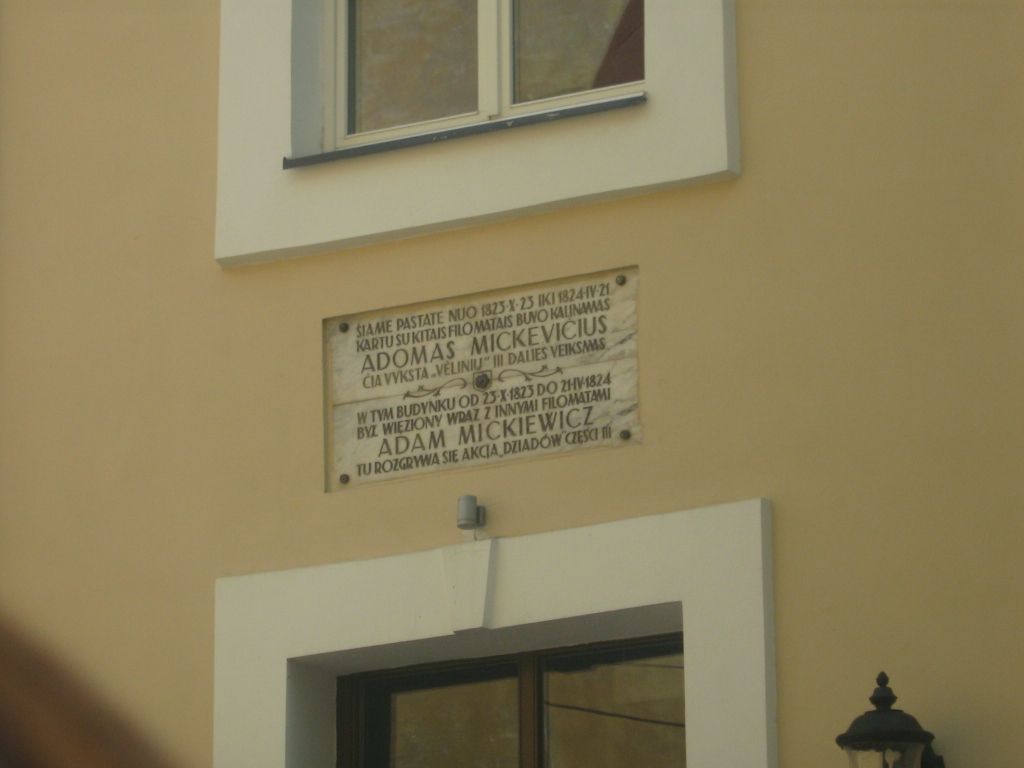 ŠIAME PASTATE NUO 1823·X·23 IKI 1824·IV·21
KARTU SU KITAIS FILOMATAIS BUVO KALINAMAS
ADOMAS MICKEVIČIUS
ČIA VYKSTA „VĖLINIŲ” III DALIES VEIKSMAS
W TYM BUDYNKU OD 23·X·1823 DO 21·IV·1824
BYŁ WIĘZIONY WRAZ Z INNYMI FILOMATAMI
ADAM MICKIEWICZ
TU ROZGRYWA SIĘ AKCJA „DZIADÓW” CZĘŚCI III